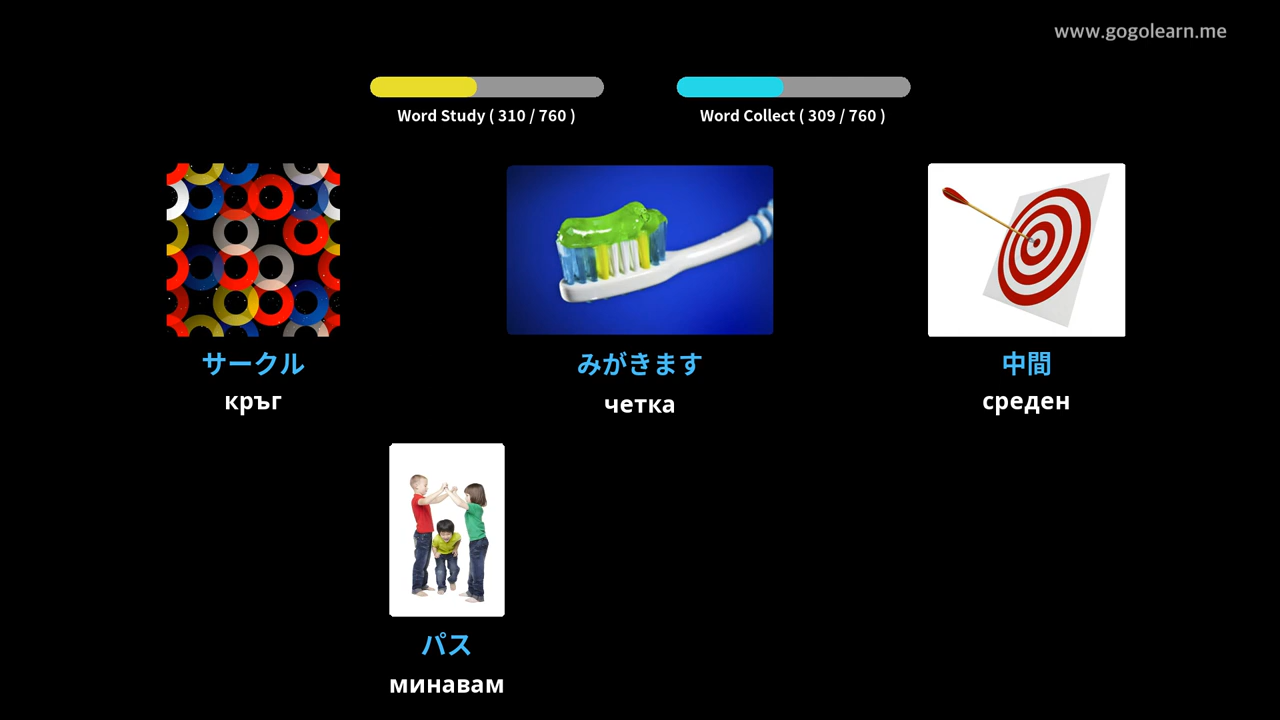 www.gogolearn.me
Word Study ( 310 / 760 )
Word Collect ( 309 / 760 )
サークル
кръг
みがきます
четка
中間
среден
パス
минавам